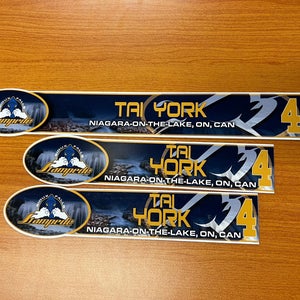 TAI YORK
NIAGARA-ON-THE-LAKE, ON, CAN
4
TAI
YORK
NIAGARA-ON-THE-LAKE, ON, CAN
4
TAI
YORK
NIAGARA-ON-THE-LAKE, ON, CAN
4